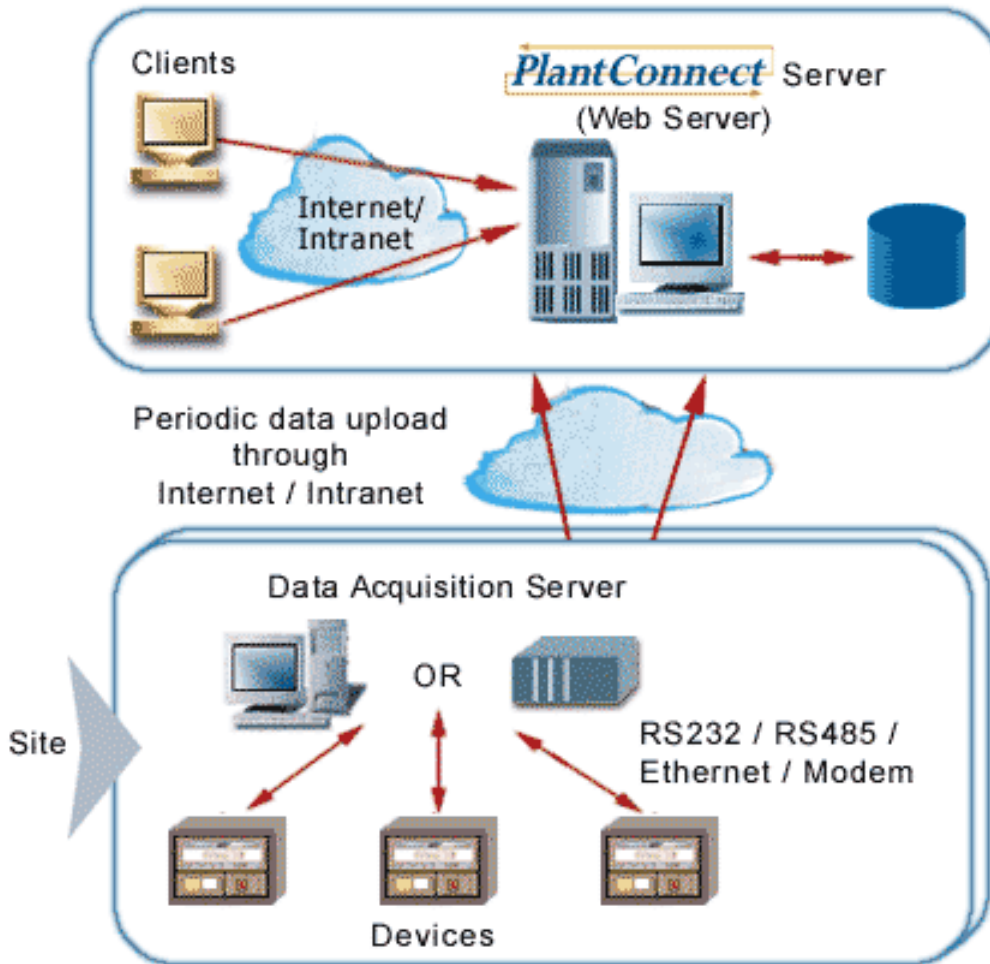 Clients
PlantConnect Server
(Web Server)
Internet/
Intranet
Periodic data upload
through
Internet / Intranet
Data Acquisition Server
OR
Site
RS232 / RS485 /
Ethernet / Modem
Devices